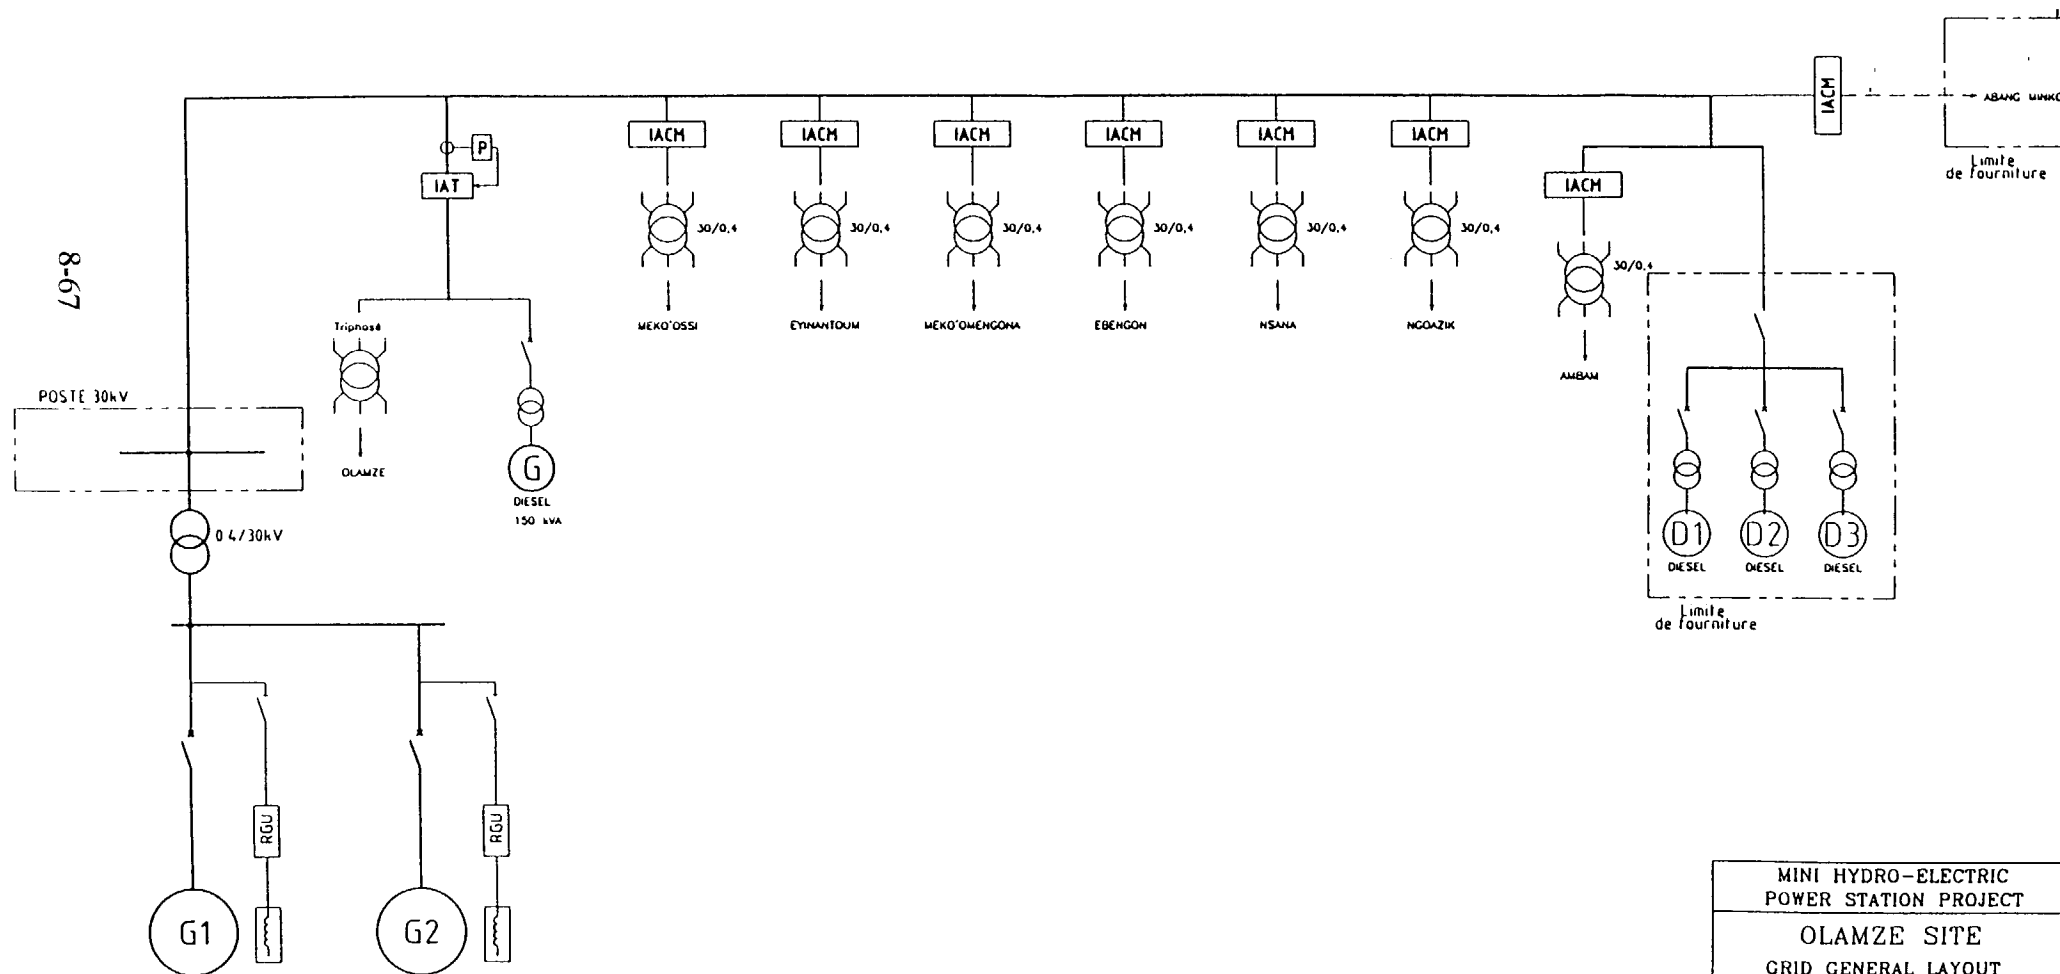 8-67
POSTE 30kV
0.4/30kV
G1
G2
RGU
RGU
P
IAT
Triphasé
OLAMZE
G
DIESEL
150 kVA
IACM
30/0,4
MEKO'OSSI
IACM
30/0,4
EYINANTOUM
IACM
30/0,4
MEKO'OMENGONA
IACM
30/0,4
EBENGON
IACM
30/0,4
NSANA
IACM
30/0,4
NGOAZIK
IACM
30/0,4
AMBAM
IACM
ABANG MINKO
Limite
de fourniture
D1
D2
D3
DIESEL
DIESEL
DIESEL
Limite
de fourniture
MINI HYDRO-ELECTRIC
POWER STATION PROJECT
OLAMZE SITE
GRID GENERAL LAYOUT